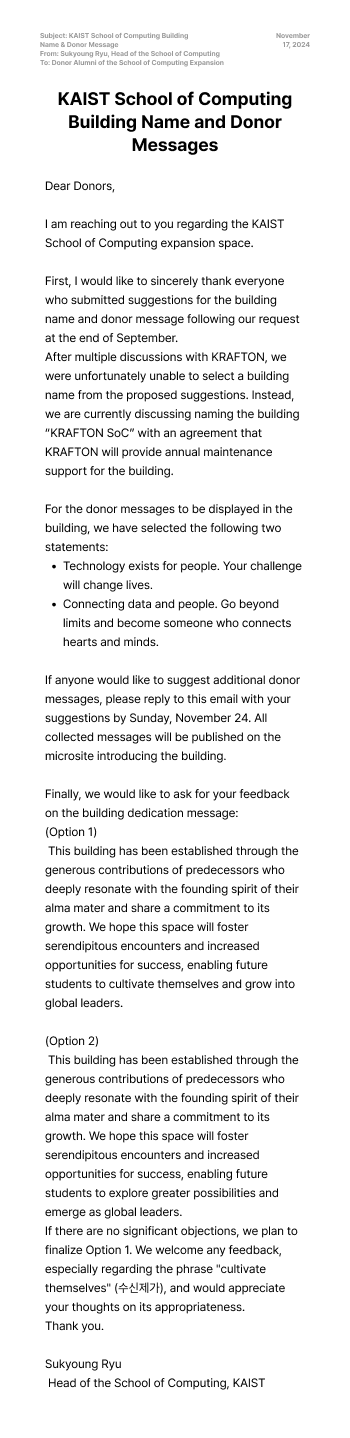 Subject: KAIST School of Computing Building
Name & Donor Message
From: Sukyoung Ryu, Head of the School of Computing
To: Donor Alumni of the School of Computing Expansion
November
17, 2024
KAIST School of Computing
Building Name and Donor
Messages
Dear Donors,
I am reaching out to you regarding the KAIST
School of Computing expansion space.
First, I would like to sincerely thank everyone
who submitted suggestions for the building
name and donor message following our request
at the end of September.
After multiple discussions with KRAFTON, we
were unfortunately unable to select a building
name from the proposed suggestions. Instead,
we are currently discussing naming the building
“KRAFTON SoC” with an agreement that
KRAFTON will provide annual maintenance
support for the building.
For the donor messages to be displayed in the
building, we have selected the following two
statements:
• Technology exists for people. Your challenge
will change lives.
• Connecting data and people. Go beyond
limits and become someone who connects
hearts and minds.
If anyone would like to suggest additional donor
messages, please reply to this email with your
suggestions by Sunday, November 24. All
collected messages will be published on the
microsite introducing the building.
Finally, we would like to ask for your feedback
on the building dedication message:
(Option 1)
This building has been established through the
generous contributions of predecessors who
deeply resonate with the founding spirit of their
alma mater and share a commitment to its
growth. We hope this space will foster
serendipitous encounters and increased
opportunities for success, enabling future
students to cultivate themselves and grow into
global leaders.
(Option 2)
This building has been established through the
generous contributions of predecessors who
deeply resonate with the founding spirit of their
alma mater and share a commitment to its
growth. We hope this space will foster
serendipitous encounters and increased
opportunities for success, enabling future
students to explore greater possibilities and
emerge as global leaders.
If there are no significant objections, we plan to
finalize Option 1. We welcome any feedback,
especially regarding the phrase "cultivate
themselves" (수신제가), and would appreciate
your thoughts on its appropriateness.
Thank you.
Sukyoung Ryu
Head of the School of Computing, KAIST